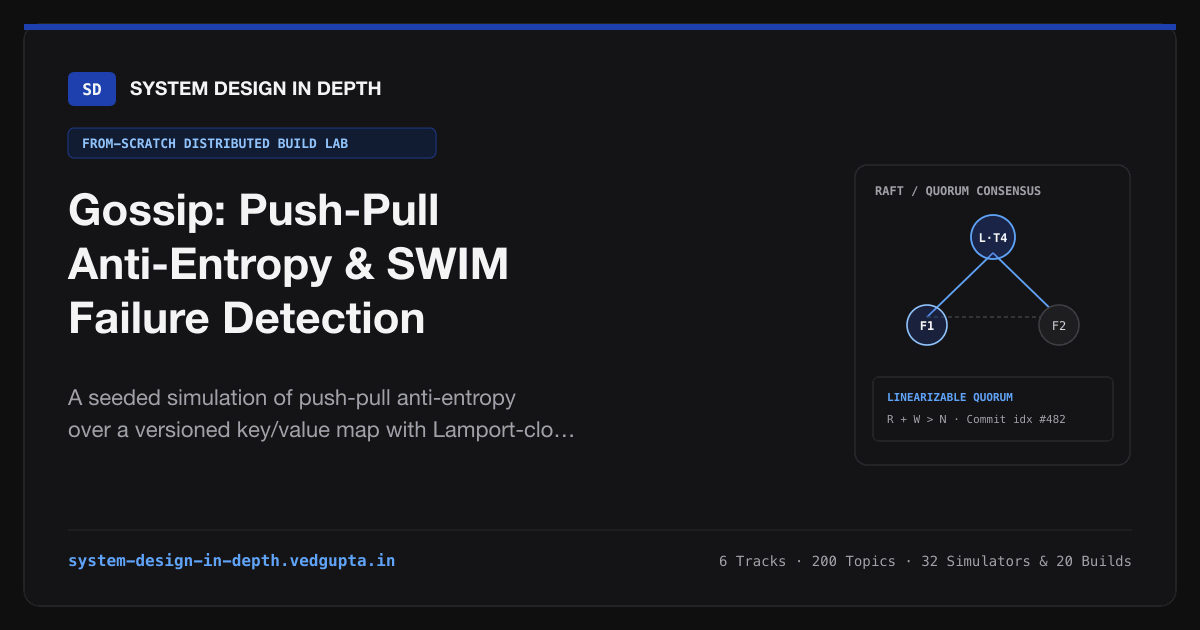 SD
SYSTEM DESIGN IN DEPTH
FROM-SCRATCH DISTRIBUTED BUILD LAB
Gossip: Push-Pull
Anti-Entropy & SWIM
Failure Detection
A seeded simulation of push-pull anti-entropy
over a versioned key/value map with Lamport-clo…
RAFT / QUORUM CONSENSUS
L·T4
F1
F2
LINEARIZABLE QUORUM
R + W > N · Commit idx #482
system-design-in-depth.vedgupta.in
6 Tracks · 200 Topics · 32 Simulators & 20 Builds